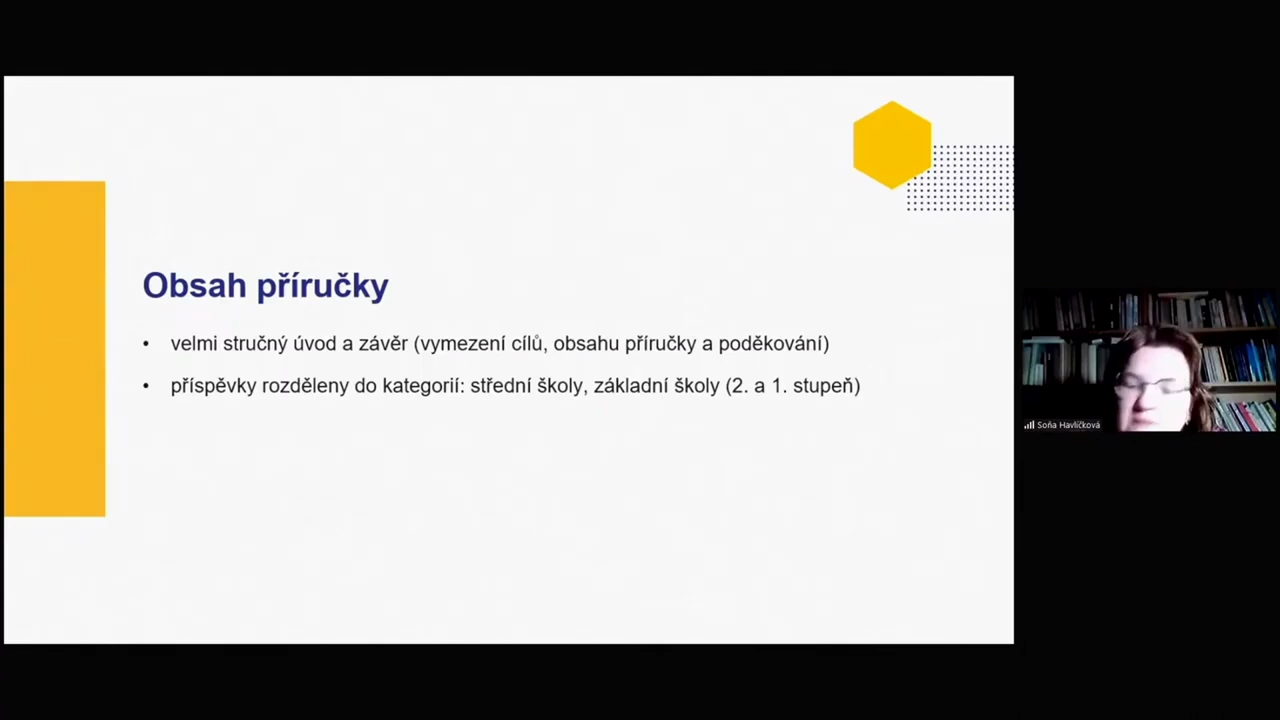 Obsah příručky
• velmi stručný úvod a závěr (vymezení cílů, obsahu příručky a poděkování)
• příspěvky rozděleny do kategorií: střední školy, základní školy (2. a 1. stupeň)
Soňa Havlíčková